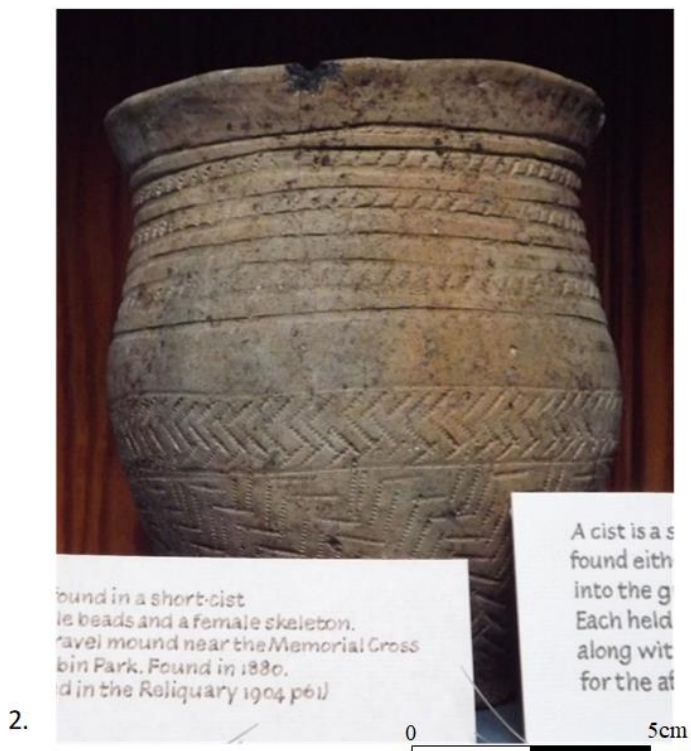 found in a short-cist
le beads and a female skeleton.
ravel mound near the Memorial Cross
bin Park. Found in 1880.
d in the Reliquary 1904 p61)
A cist is a s
found eith
into the g
Each held
along wit
for the af
2.
0 5cm